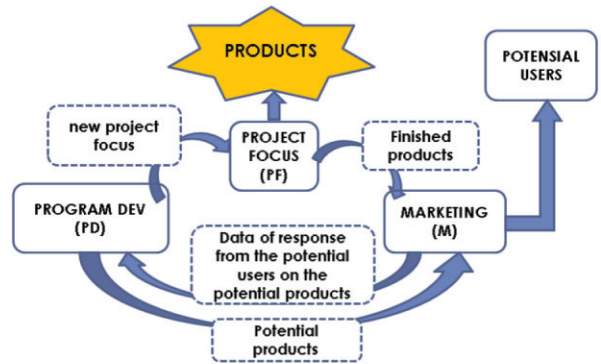 PRODUCTS
POTENSIAL
USERS
new project
focus
PROJECT
FOCUS
(PF)
Finished
products
PROGRAM DEV
(PD)
MARKETING
(M)
Data of response
from the potential
users on the
potential products
Potential
products